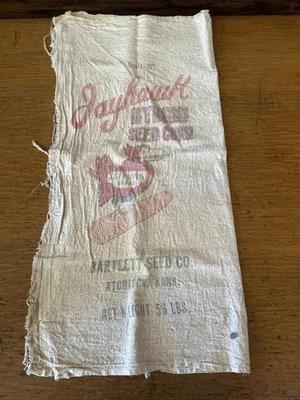 Jayhawk
HYBRID
SEED CORN
BARTLETT SEED CO.
ATCHISON, KANS.
NET WEIGHT 56 LBS.